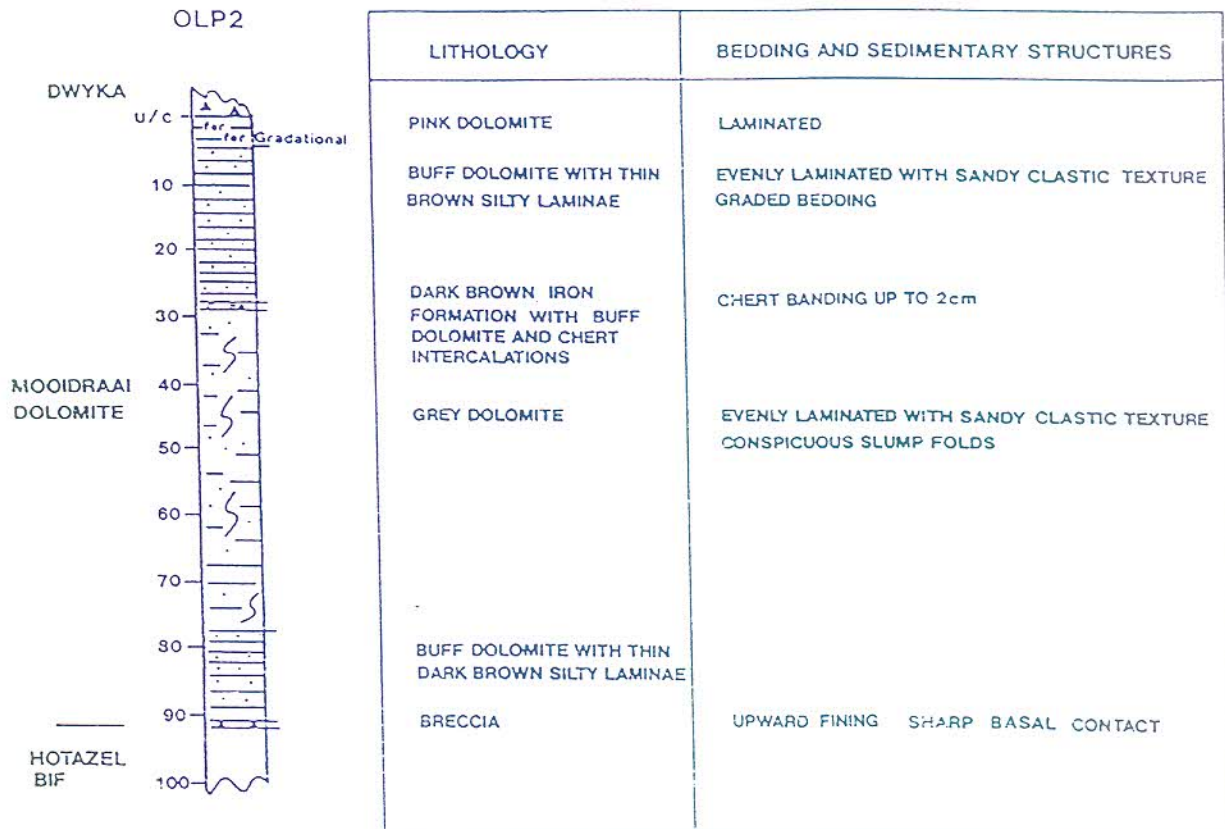 OLP2
LITHOLOGY
BEDDING AND SEDIMENTARY STRUCTURES
DWYKA
u/c
fer
fer Gradational
PINK DOLOMITE
LAMINATED
BUFF DOLOMITE WITH THIN
BROWN SILTY LAMINAE
EVENLY LAMINATED WITH SANDY CLASTIC TEXTURE
GRADED BEDDING
10
20
DARK BROWN IRON
FORMATION WITH BUFF
DOLOMITE AND CHERT
INTERCALATIONS
CHERT BANDING UP TO 2cm
30
MOOIDRAAI
DOLOMITE
40
GREY DOLOMITE
EVENLY LAMINATED WITH SANDY CLASTIC TEXTURE
CONSPICUOUS SLUMP FOLDS
50
60
70
80
BUFF DOLOMITE WITH THIN
DARK BROWN SILTY LAMINAE
90
BRECCIA
UPWARD FINING SHARP BASAL CONTACT
HOTAZEL
BIF
100